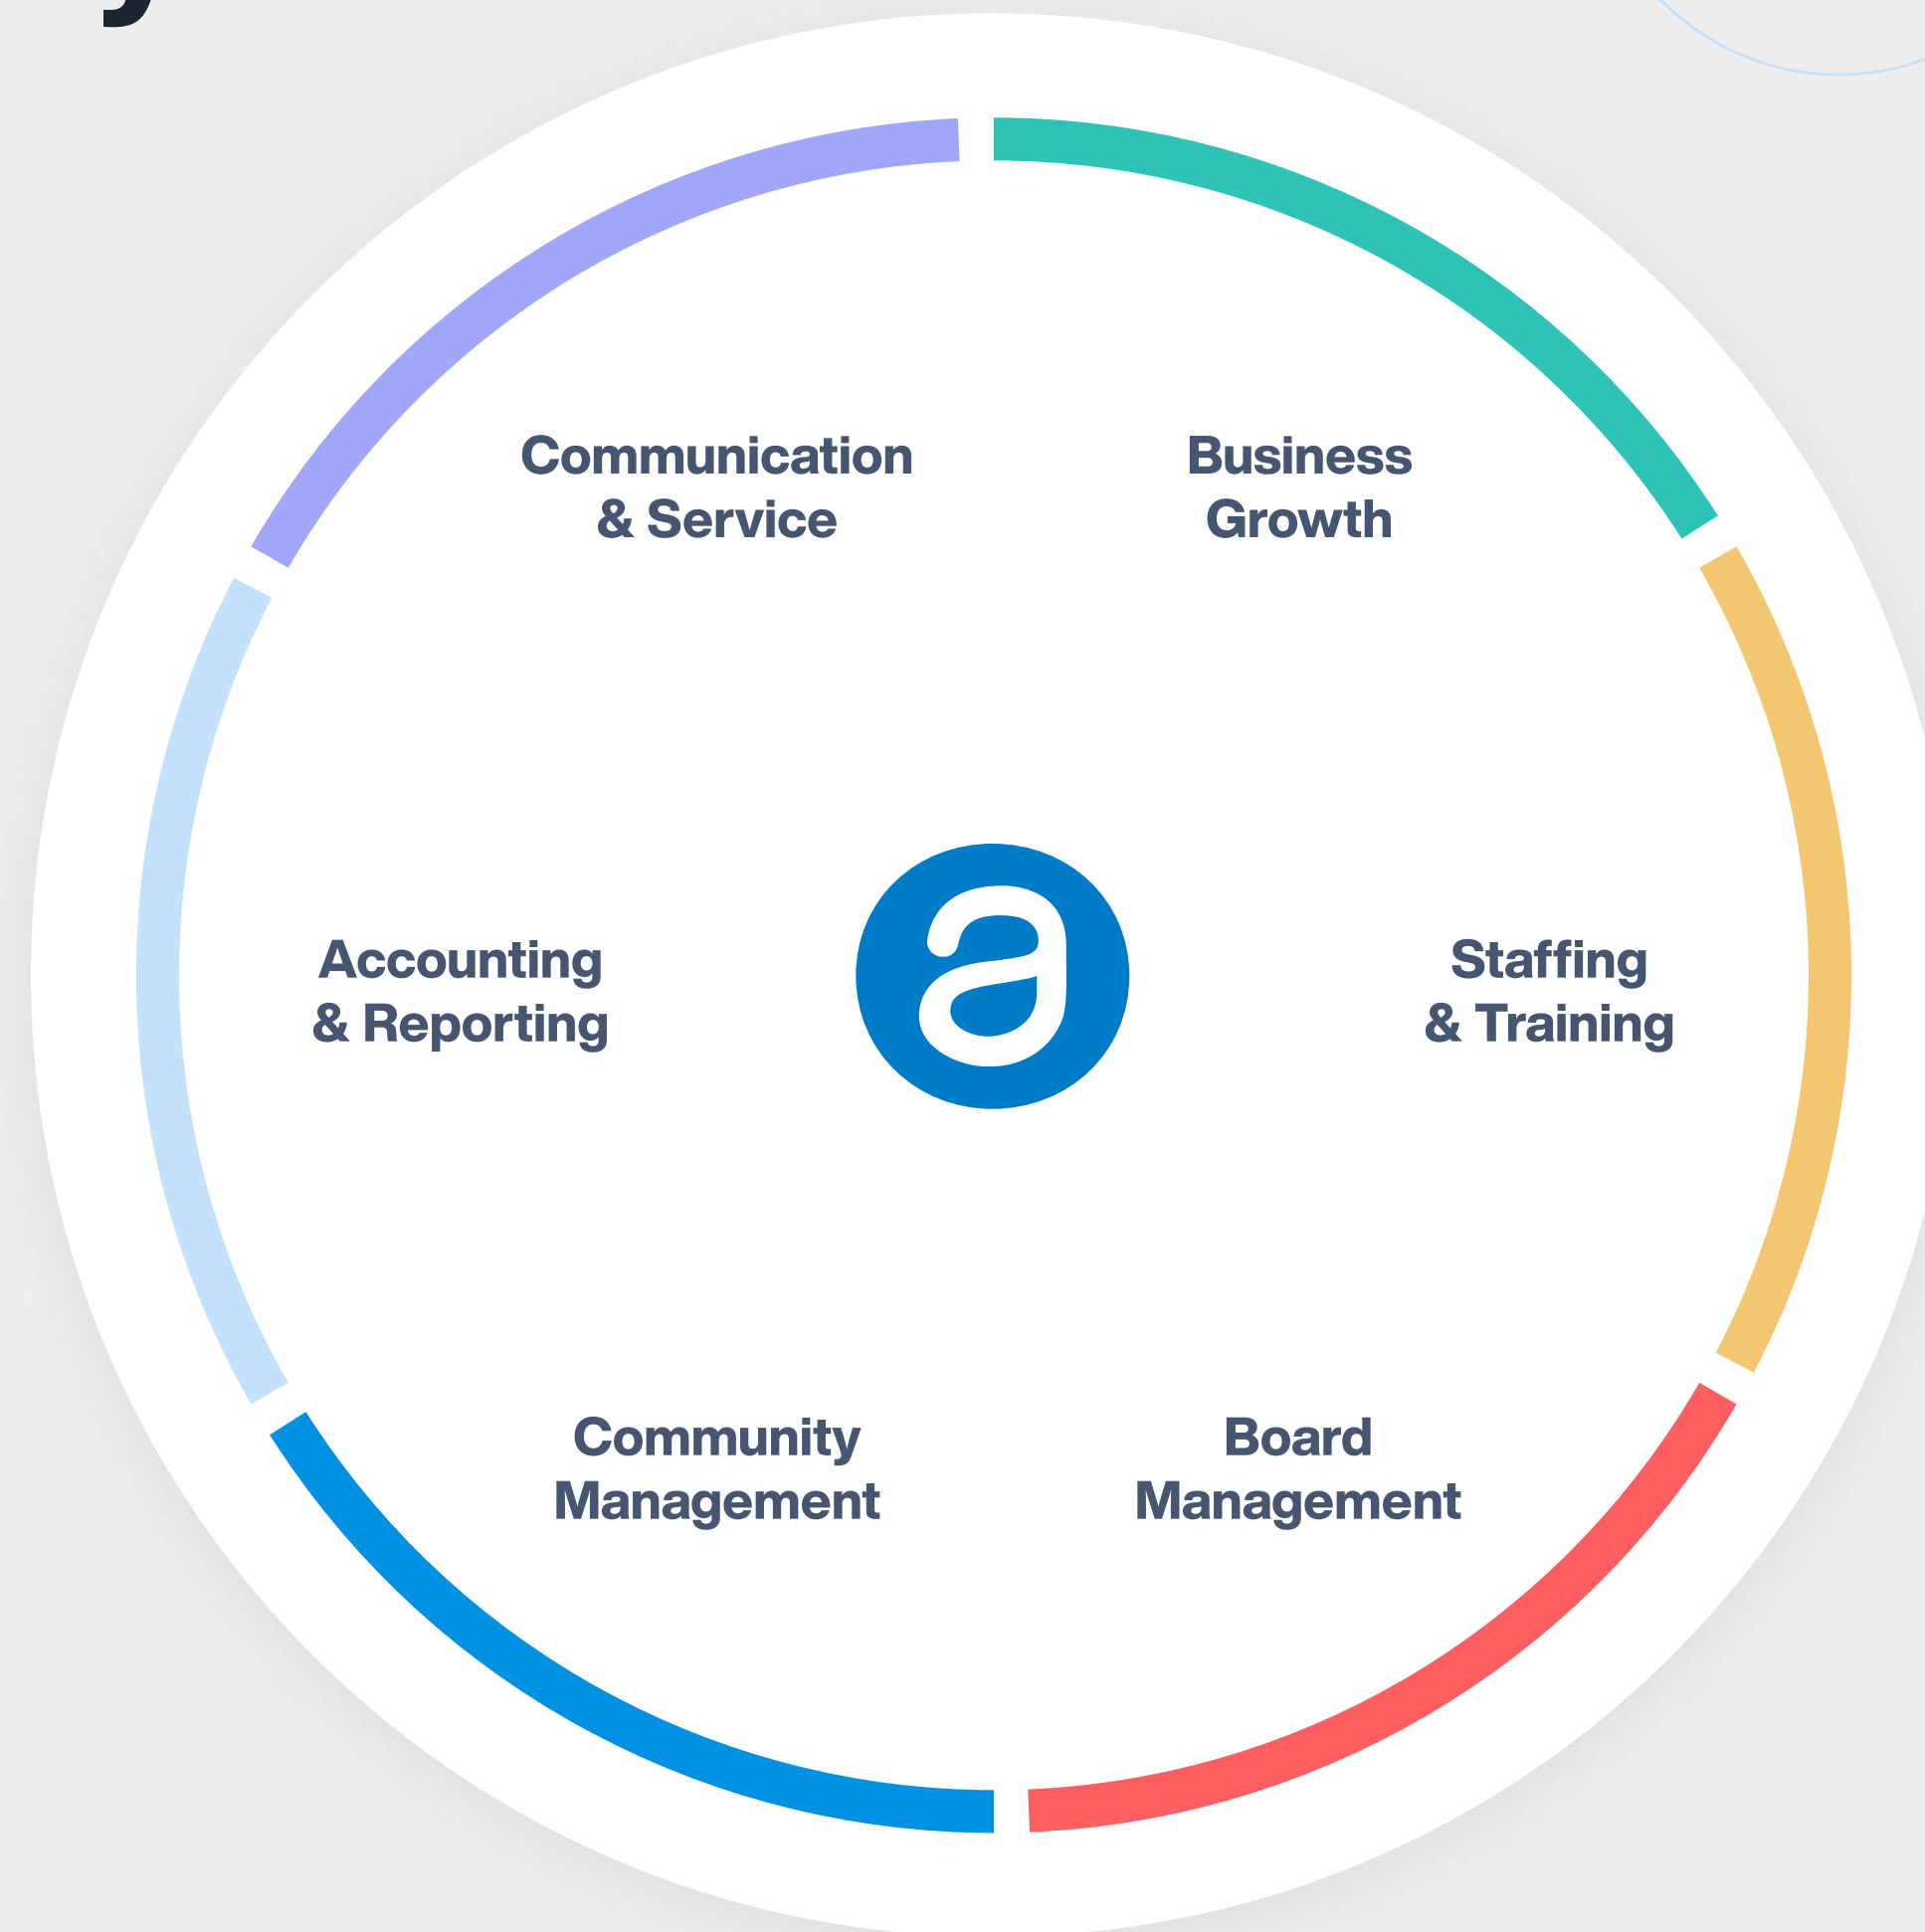 Communication
& Service
Business
Growth
Accounting
& Reporting
a
Staffing
& Training
Community
Management
Board
Management